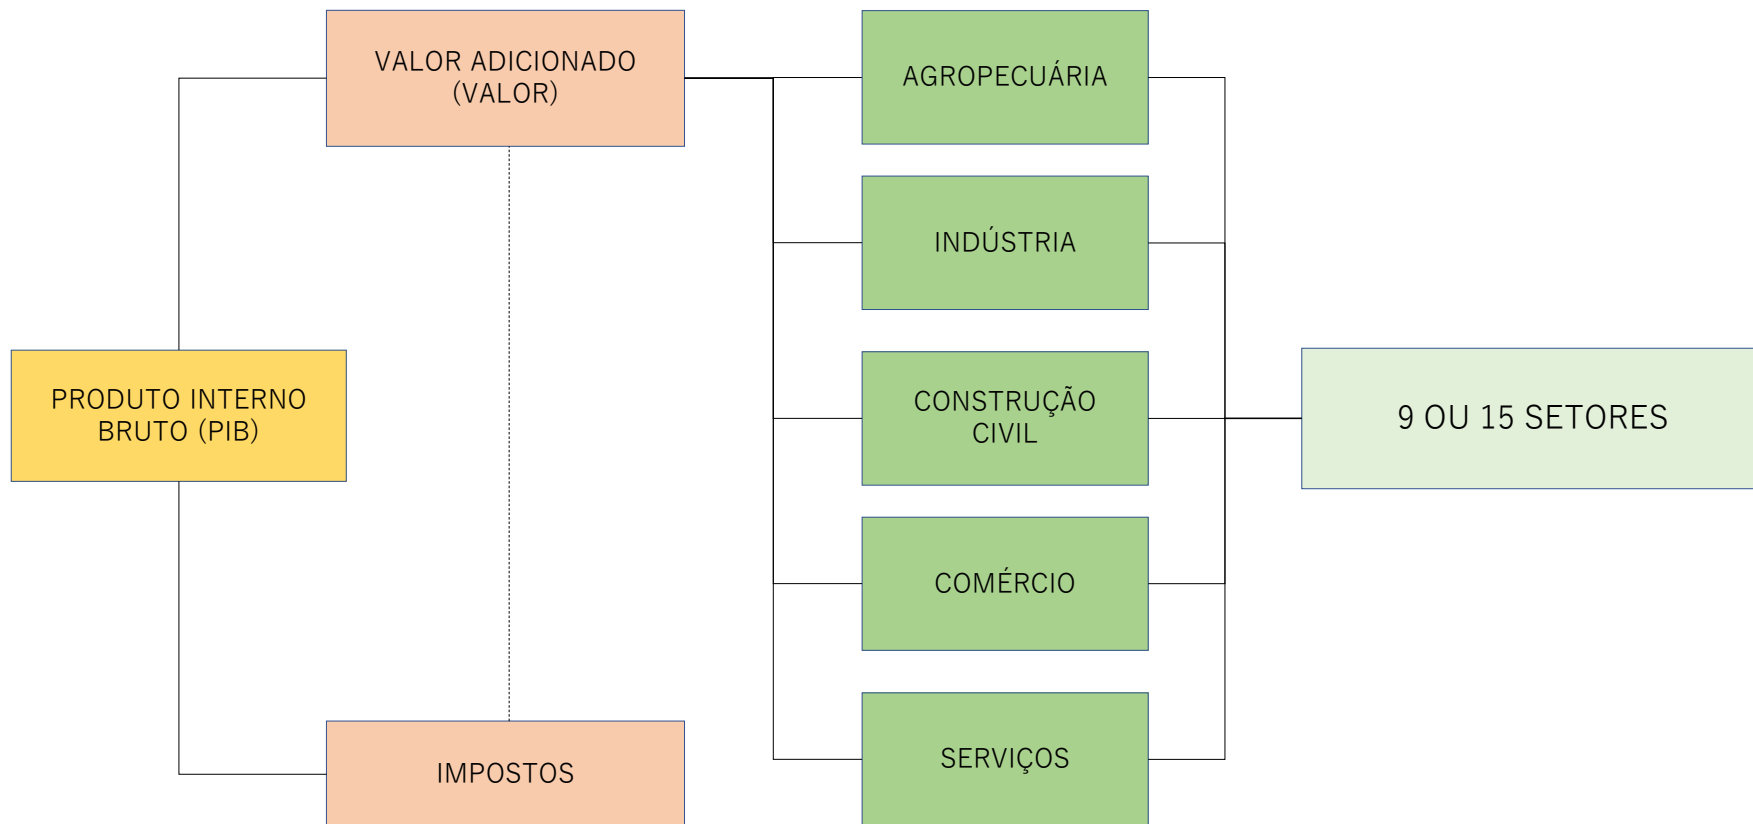 VALOR ADICIONADO
(VALOR)
AGROPECUÁRIA
INDÚSTRIA
PRODUTO INTERNO
BRUTO (PIB)
CONSTRUÇÃO
CIVIL
9 OU 15 SETORES
COMÉRCIO
SERVIÇOS
IMPOSTOS